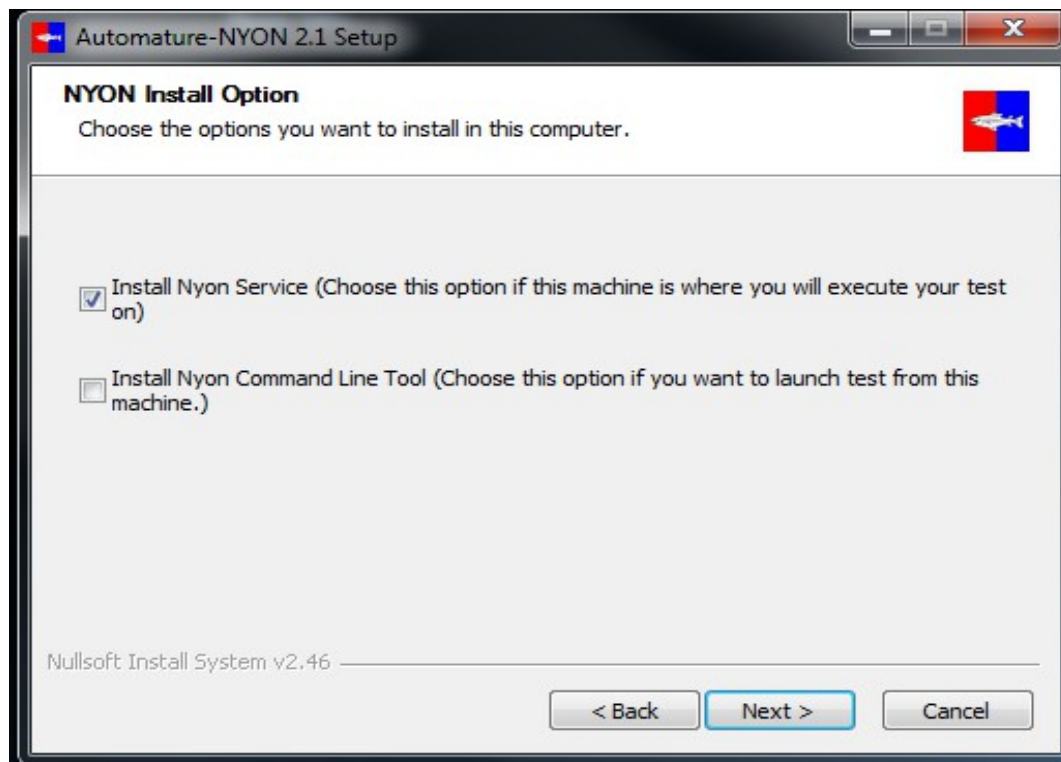 Automature-NYON 2.1 Setup
NYON Install Option
Choose the options you want to install in this computer.
Install Nyon Service (Choose this option if this machine is where you will execute your test
on)
Install Nyon Command Line Tool (Choose this option if you want to launch test from this
machine.)
Nullsoft Install System v2.46
< Back
Next >
Cancel